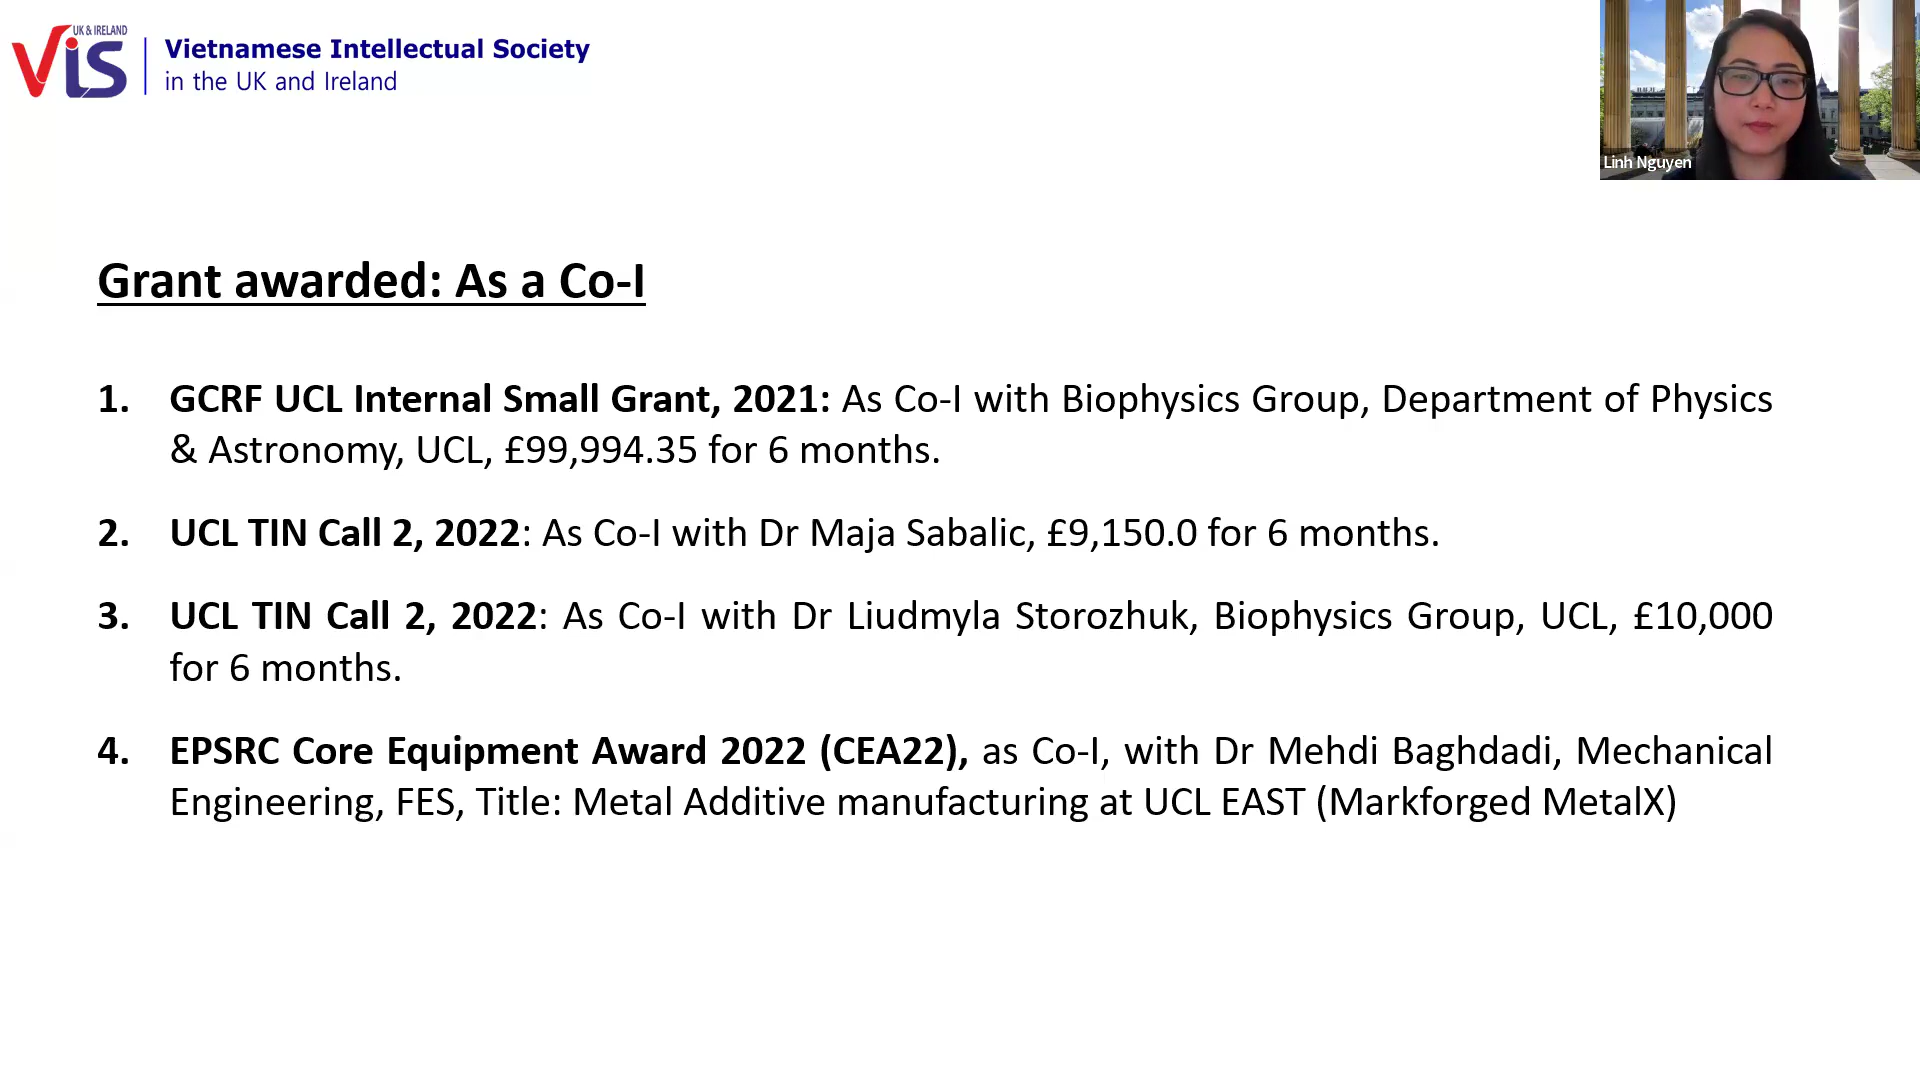 UK & IRELAND
VIS
Vietnamese Intellectual Society
in the UK and Ireland
Linh Nguyen
Grant awarded: As a Co-I
1. GCRF UCL Internal Small Grant, 2021: As Co-I with Biophysics Group, Department of Physics
& Astronomy, UCL, £99,994.35 for 6 months.
2. UCL TIN Call 2, 2022: As Co-I with Dr Maja Sabalic, £9,150.0 for 6 months.
3. UCL TIN Call 2, 2022: As Co-I with Dr Liudmyla Storozhuk, Biophysics Group, UCL, £10,000
for 6 months.
4. EPSRC Core Equipment Award 2022 (CEA22), as Co-I, with Dr Mehdi Baghdadi, Mechanical
Engineering, FES, Title: Metal Additive manufacturing at UCL EAST (Markforged MetalX)